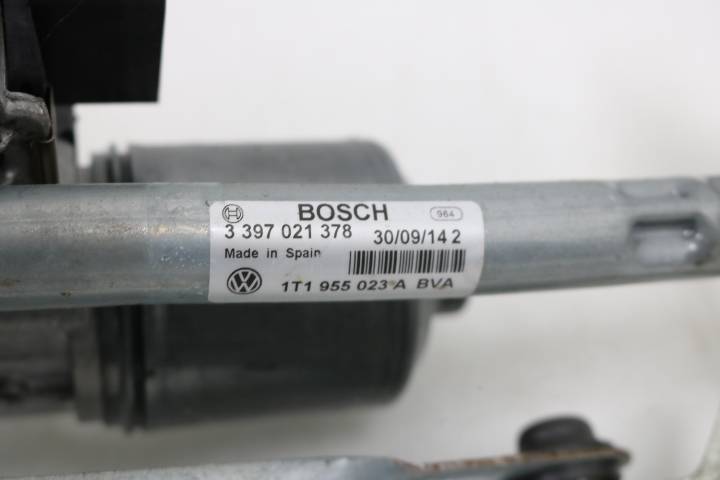 BOSCH 964
3 397 021 378 30/09/14 2
Made in Spain
1T1 955 023 A BVA